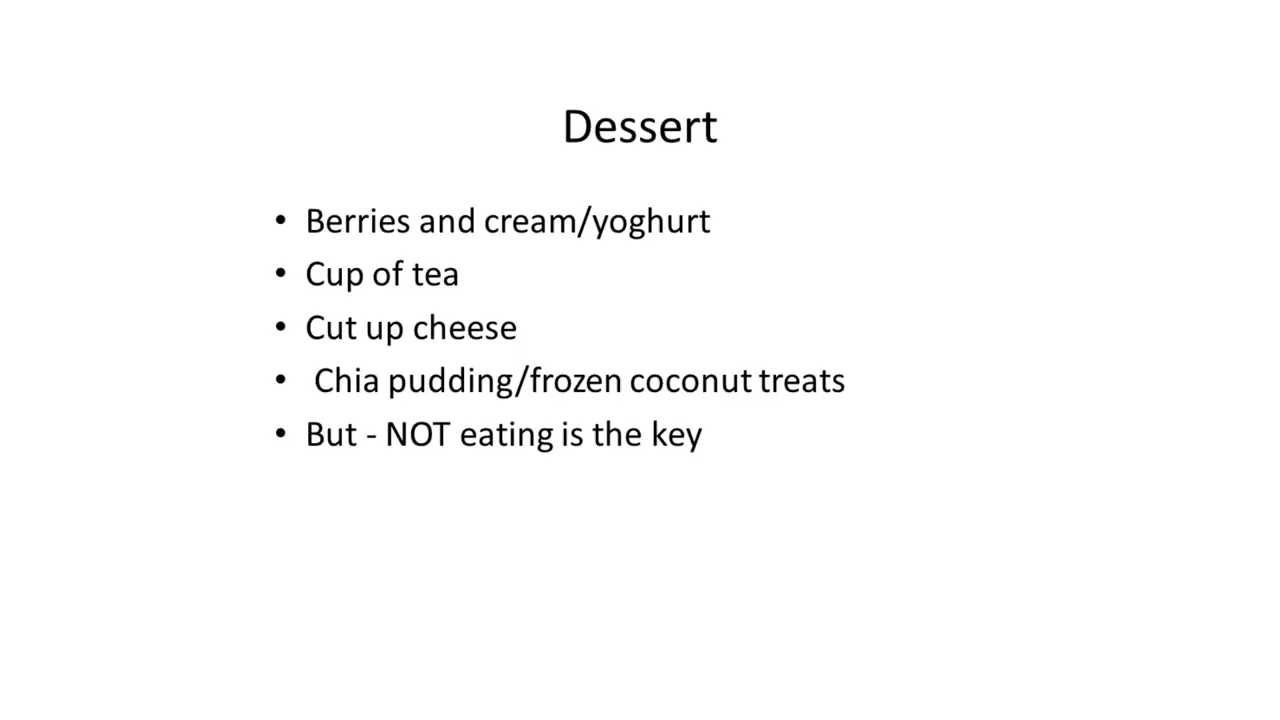 Dessert
• Berries and cream/yoghurt
• Cup of tea
• Cut up cheese
• Chia pudding/frozen coconut treats
• But - NOT eating is the key